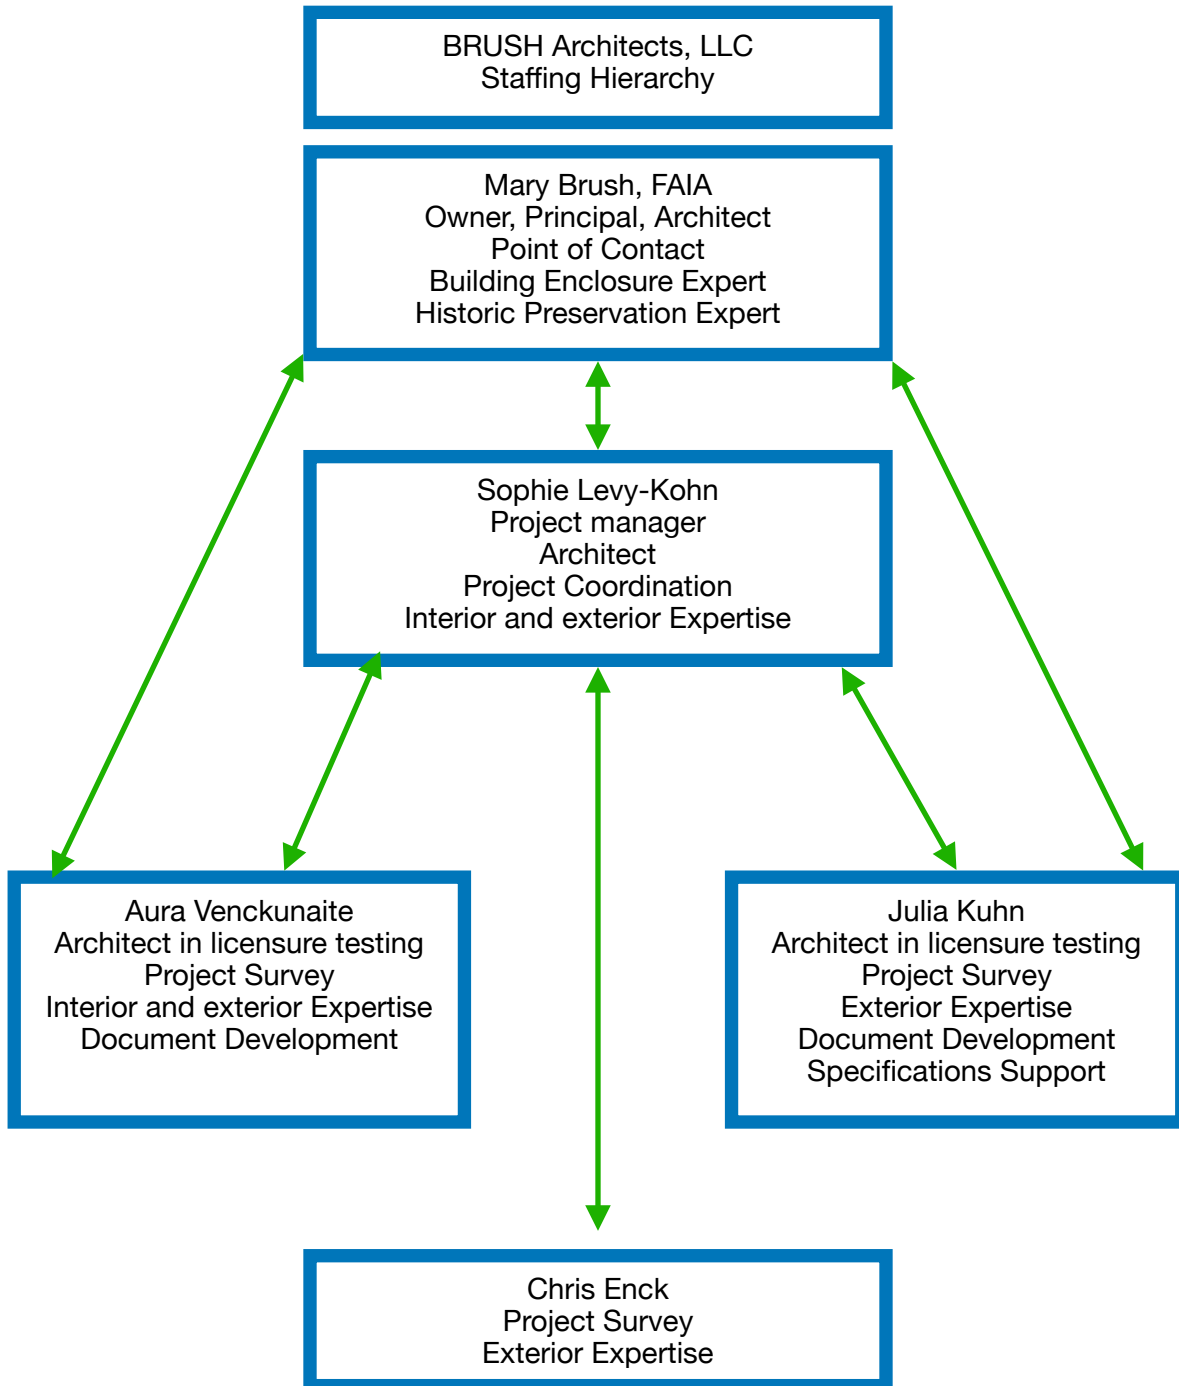 BRUSH Architects, LLC
Staffing Hierarchy
Mary Brush, FAIA
Owner, Principal, Architect
Point of Contact
Building Enclosure Expert
Historic Preservation Expert
Sophie Levy-Kohn
Project manager
Architect
Project Coordination
Interior and exterior Expertise
Aura Venckunaite
Architect in licensure testing
Project Survey
Interior and exterior Expertise
Document Development
Julia Kuhn
Architect in licensure testing
Project Survey
Exterior Expertise
Document Development
Specifications Support
Chris Enck
Project Survey
Exterior Expertise